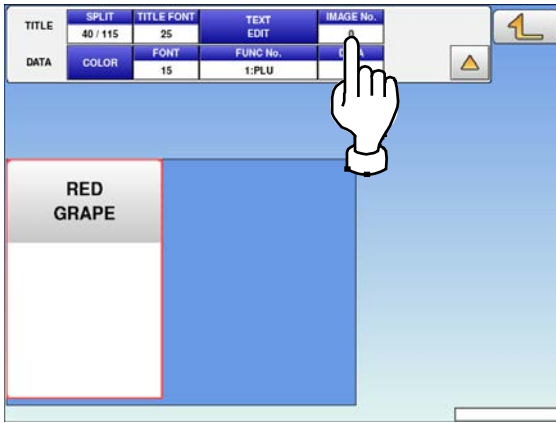 TITLE
SPLIT
TITLE FONT
TEXT
EDIT
IMAGE No.
40 / 115
25
0
DATA
COLOR
FONT
FUNC No.
15
1:PLU
RED
GRAPE